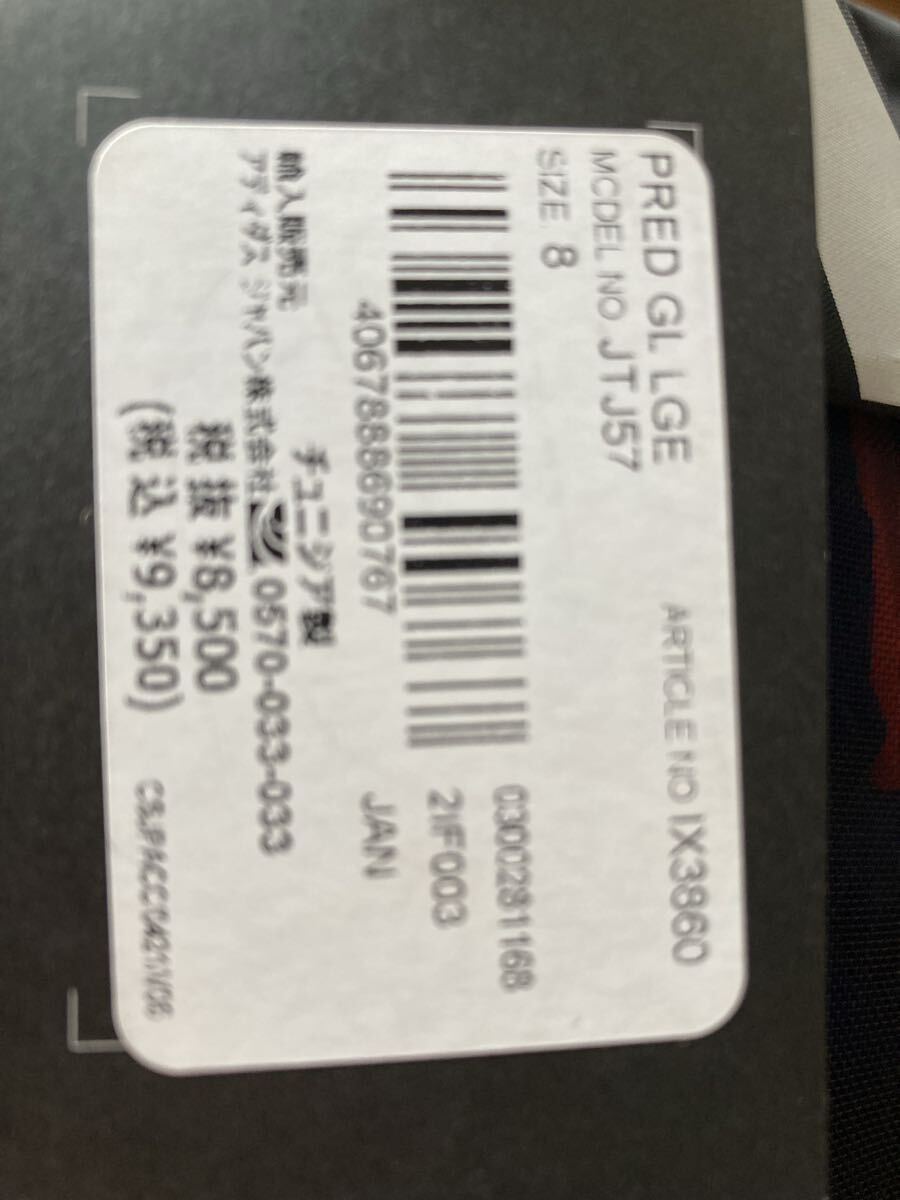 PRED GL LGE
MODEL NO JTJ57 ARTICLE NO IX3860
SIZE 8
0300281168
21F003
4067888690767 JAN
チュニジア製
輸入販売元
アディダス ジャパン株式会社 0570-033-033
税抜 ¥8,500
(税込 ¥9,350)